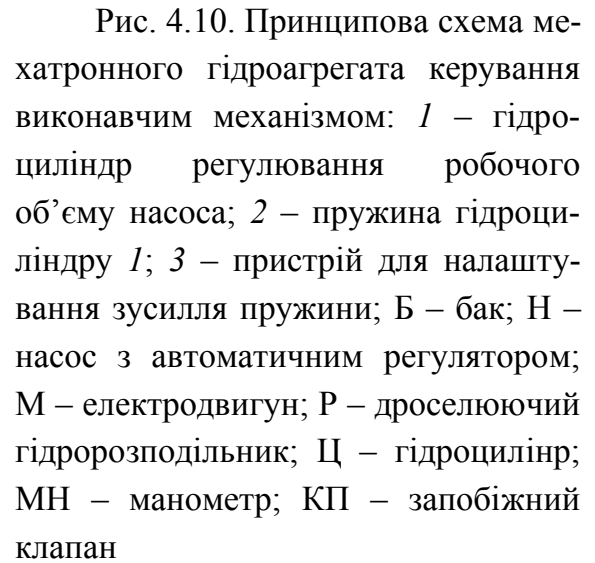 Рис. 4.10. Принципова схема ме-
хатронного гідроагрегата керування
виконавчим механізмом: 1 – гідро-
циліндр регулювання робочого
об’єму насоса; 2 – пружина гідроци-
ліндру 1; 3 – пристрій для налашту-
вання зусилля пружини; Б – бак; Н –
насос з автоматичним регулятором;
М – електродвигун; Р – дроселюючий
гідророзподільник; Ц – гідроцилінр;
МН – манометр; КП – запобіжний
клапан